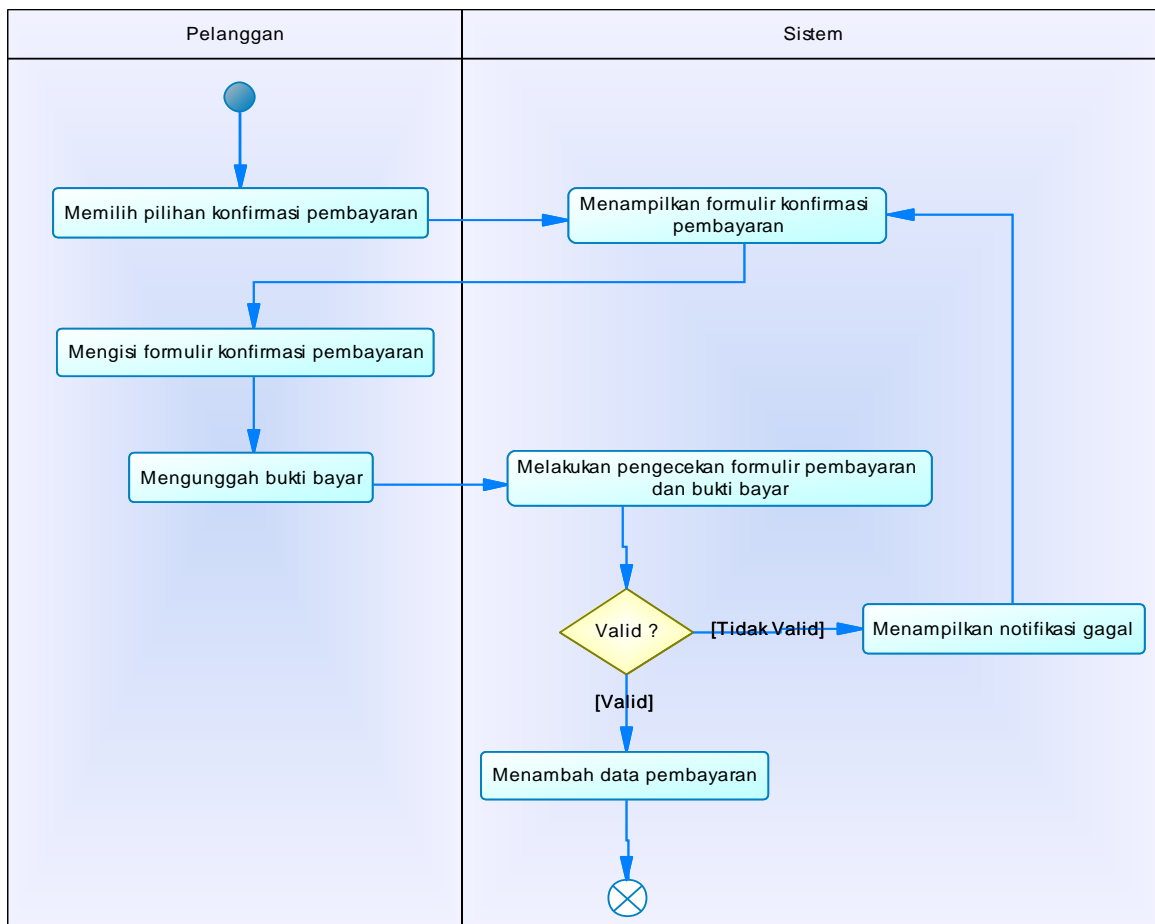 Pelanggan
Sistem
Memilih pilihan konfirmasi pembayaran
Menampilkan formulir konfirmasi
pembayaran
Mengisi formulir konfirmasi pembayaran
Mengunggah bukti bayar
Melakukan pengecekan formulir pembayaran
dan bukti bayar
Valid ?
[Tidak Valid]
Menampilkan notifikasi gagal
[Valid]
Menambah data pembayaran